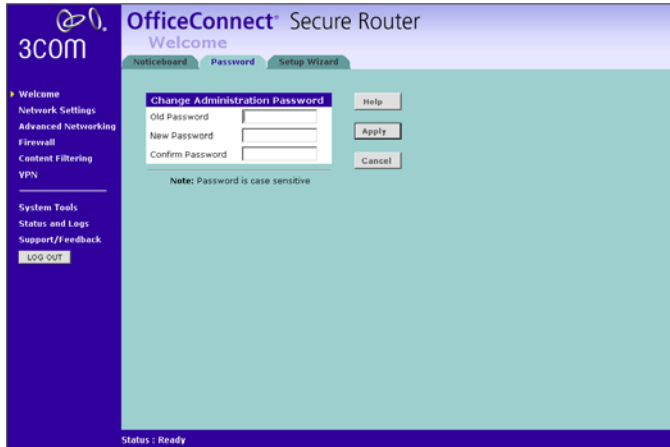 3COM
OfficeConnect® Secure Router
Welcome
Noticeboard Password Setup Wizard
Welcome
Network Settings
Advanced Networking
Firewall
Content Filtering
VPN
System Tools
Status and Logs
Support/Feedback
LOG OUT
Change Administration Password
Old Password
New Password
Confirm Password
Note: Password is case sensitive
Help
Apply
Cancel
Status : Ready